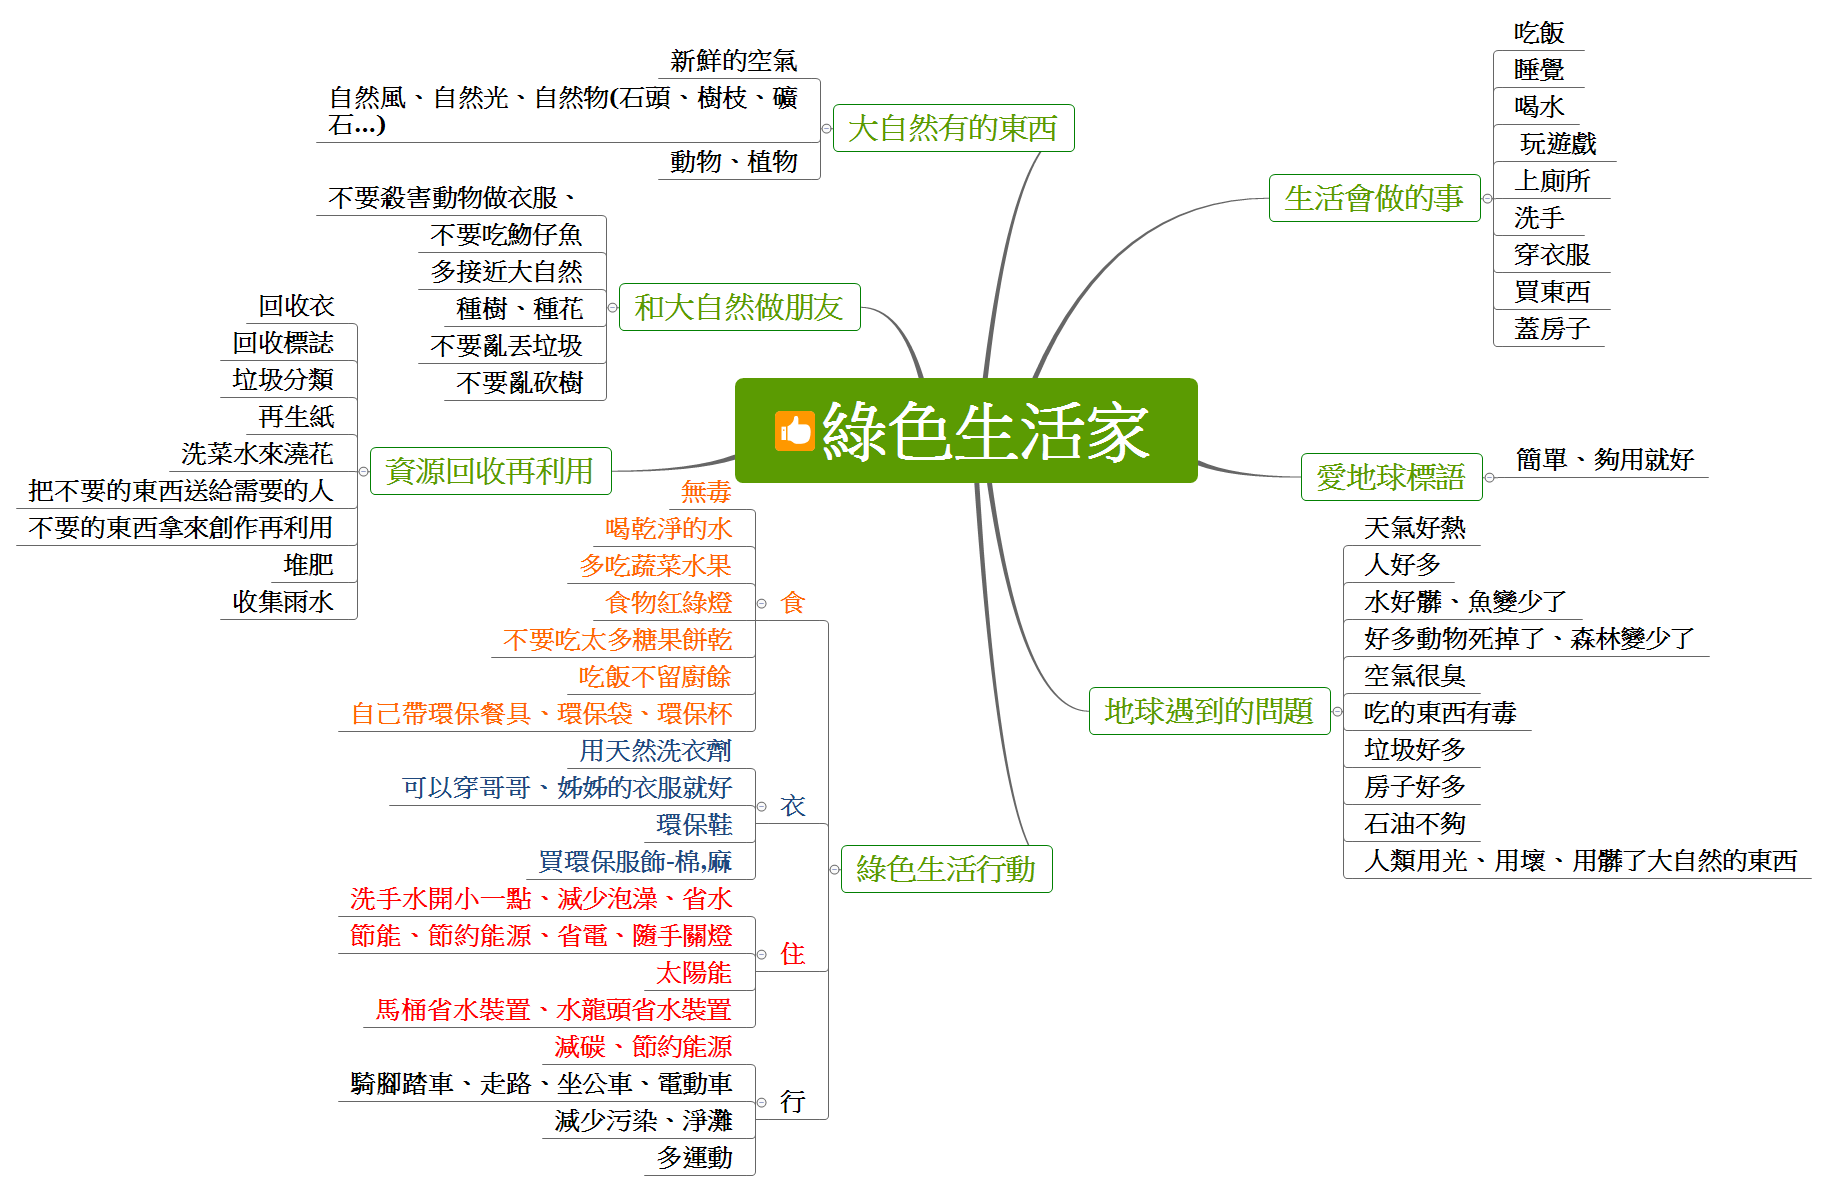 綠色生活家
生活會做的事
吃飯
睡覺
喝水
玩遊戲
上廁所
洗手
穿衣服
買東西
蓋房子
愛地球標語
簡單、夠用就好
地球遇到的問題
天氣好熱
人好多
水好髒、魚變少了
好多動物死掉了、森林變少了
空氣很臭
吃的東西有毒
垃圾好多
房子好多
石油不夠
人類用光、用壞、用髒了大自然的東西
大自然有的東西
新鮮的空氣
自然風、自然光、自然物(石頭、樹枝、礦
石...)
動物、植物
和大自然做朋友
不要殺害動物做衣服、
不要吃魩仔魚
多接近大自然
種樹、種花
不要亂丟垃圾
不要亂砍樹
資源回收再利用
回收衣
回收標誌
垃圾分類
再生紙
洗菜水來澆花
把不要的東西送給需要的人
不要的東西拿來創作再利用
堆肥
收集雨水
綠色生活行動
食
無毒
喝乾淨的水
多吃蔬菜水果
食物紅綠燈
不要吃太多糖果餅乾
吃飯不留廚餘
自己帶環保餐具、環保袋、環保杯
衣
用天然洗衣劑
可以穿哥哥、姊姊的衣服就好
環保鞋
買環保服飾-棉,麻
住
洗手水開小一點、減少泡澡、省水
節能、節約能源、省電、隨手關燈
太陽能
馬桶省水裝置、水龍頭省水裝置
行
減碳、節約能源
騎腳踏車、走路、坐公車、電動車
減少污染、淨灘
多運動